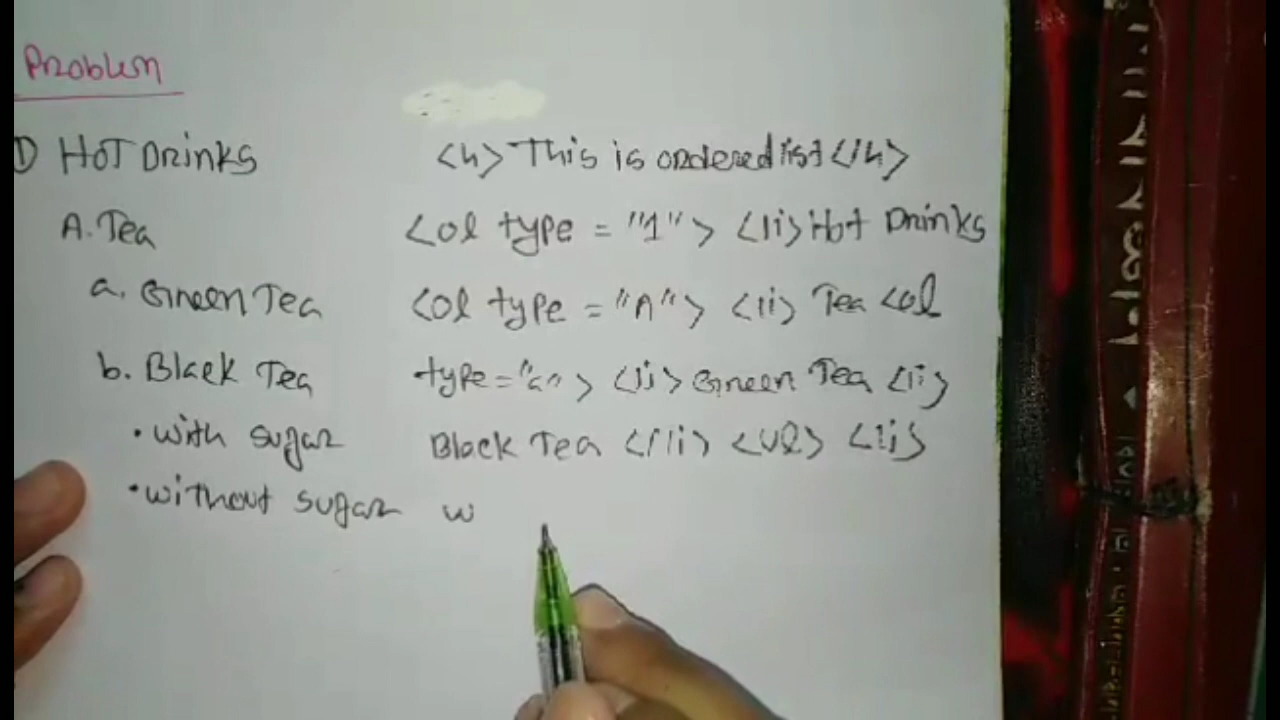 Problem
① Hot Drinks
A. Tea
a. Green Tea
b. Black Tea
• with sugar
• without sugar
<h> This is ordered list </h>
<ol type = "1"> <li> Hot Drinks
<ol type = "A"> <li> Tea <ol
type = "a"> <li> Green Tea <li>
Black Tea </li> <ul> <li>
w